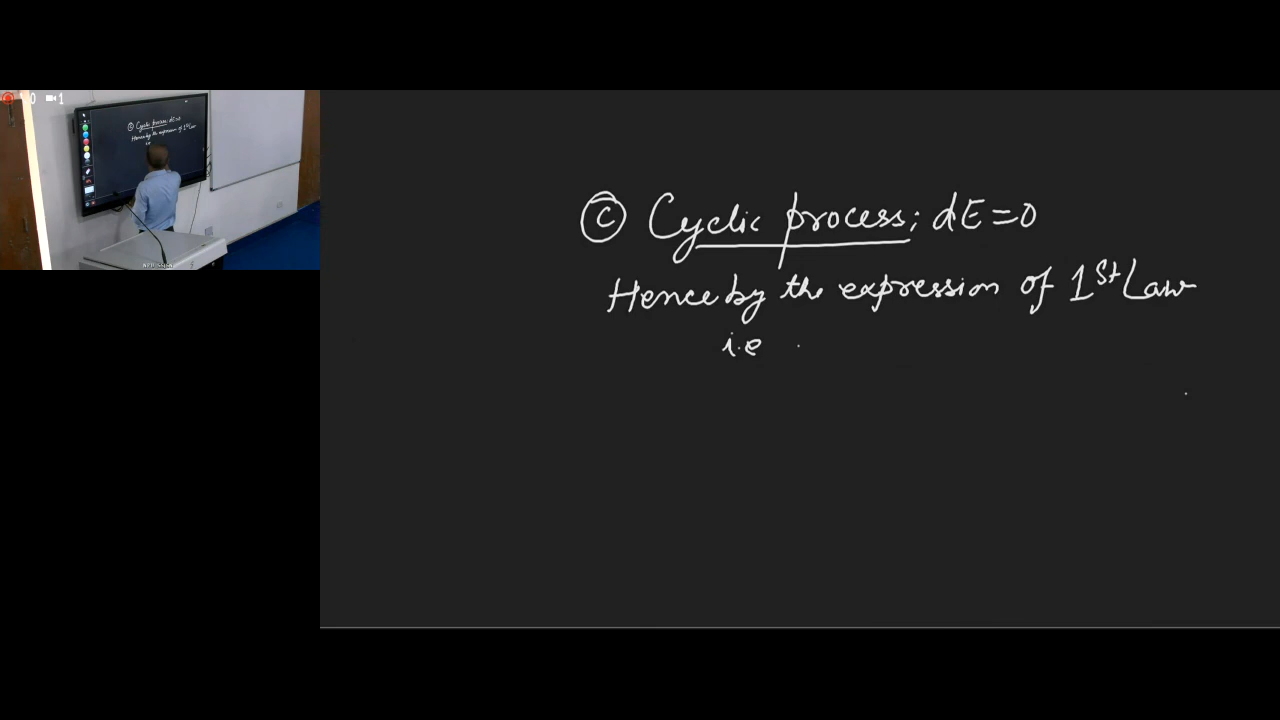 Ⓒ Cyclic process; dE=0
Hence by the expression of 1st Law
i.e